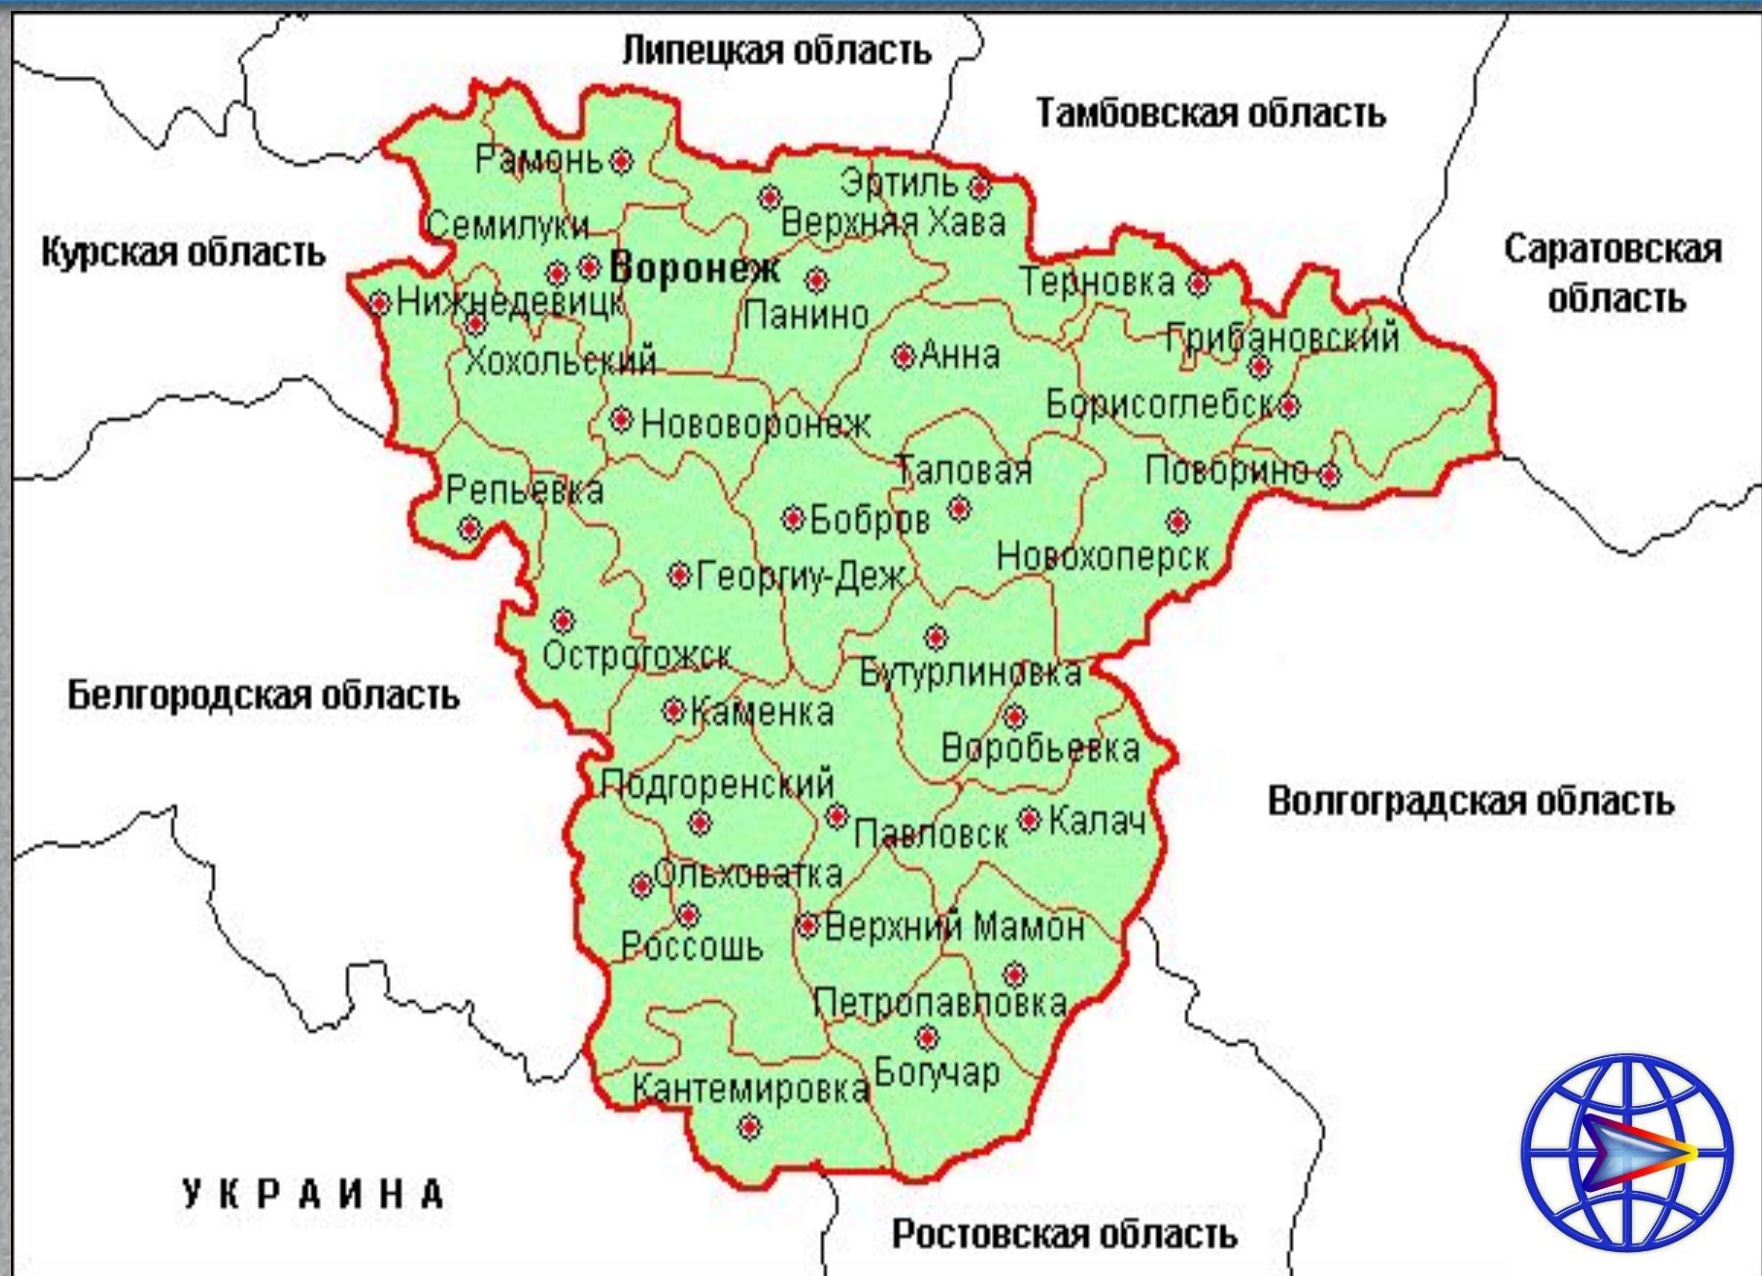 Липецкая область
Тамбовская область
Рамонь
Эртиль
Верхняя Хава
Семилуки
Курская область
Саратовская
область
Воронеж
Терновка
Нижнедевицк
Панино
Грибановский
Хохольский
Анна
Борисоглебск
Нововоронеж
Таловая
Поворино
Репьевка
Бобров
Новохоперск
Георгиу-Деж
Острогожск
Бутурлиновка
Белгородская область
Каменка
Воробьевка
Подгоренский
Волгоградская область
Павловск
Калач
Ольховатка
Верхний Мамон
Россошь
Петропавловка
Богучар
Кантемировка
УКРАИНА
Ростовская область